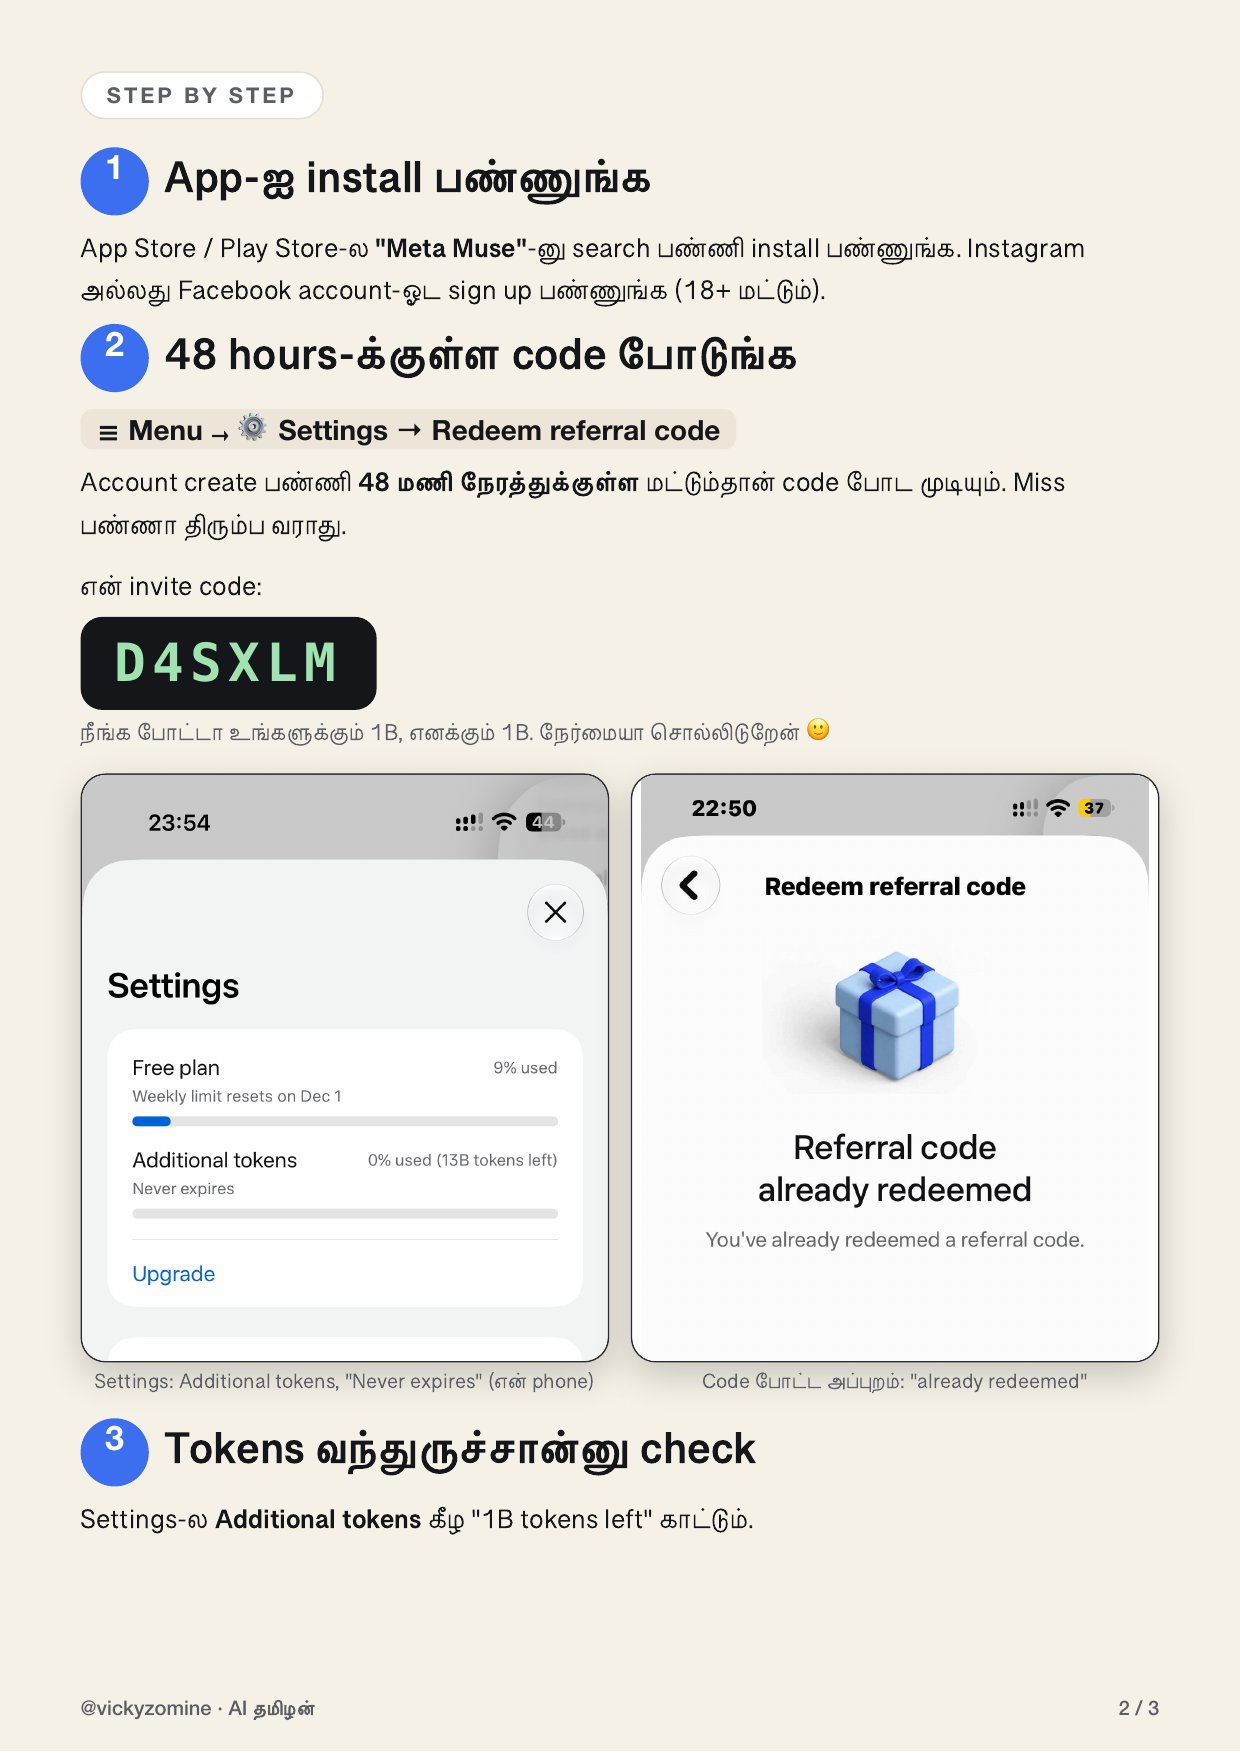 STEP BY STEP
1
App-ஐ install பண்ணுங்க
App Store / Play Store-ல "Meta Muse"-னு search பண்ணி install பண்ணுங்க. Instagram
அல்லது Facebook account-ஓட sign up பண்ணுங்க (18+ மட்டும்).
2
48 hours-க்குள்ள code போடுங்க
≡ Menu → ⚙️ Settings → Redeem referral code
Account create பண்ணி 48 மணி நேரத்துக்குள்ள மட்டும்தான் code போட முடியும். Miss
பண்ணா திரும்ப வராது.
என் invite code:
D4SXLM
நீங்க போட்டா உங்களுக்கும் 1B, எனக்கும் 1B. நேர்மையா சொல்லிடுறேன் 🙂
23:54
44
Settings
Free plan
9% used
Weekly limit resets on Dec 1
Additional tokens
0% used (13B tokens left)
Never expires
Upgrade
22:50
37
Redeem referral code
Referral code
already redeemed
You've already redeemed a referral code.
Settings: Additional tokens, "Never expires" (என் phone)
Code போட்ட அப்புறம்: "already redeemed"
3
Tokens வந்துருச்சான்னு check
Settings-ல Additional tokens கீழ "1B tokens left" காட்டும்.
@vickyzomine · AI தமிழன்
2 / 3